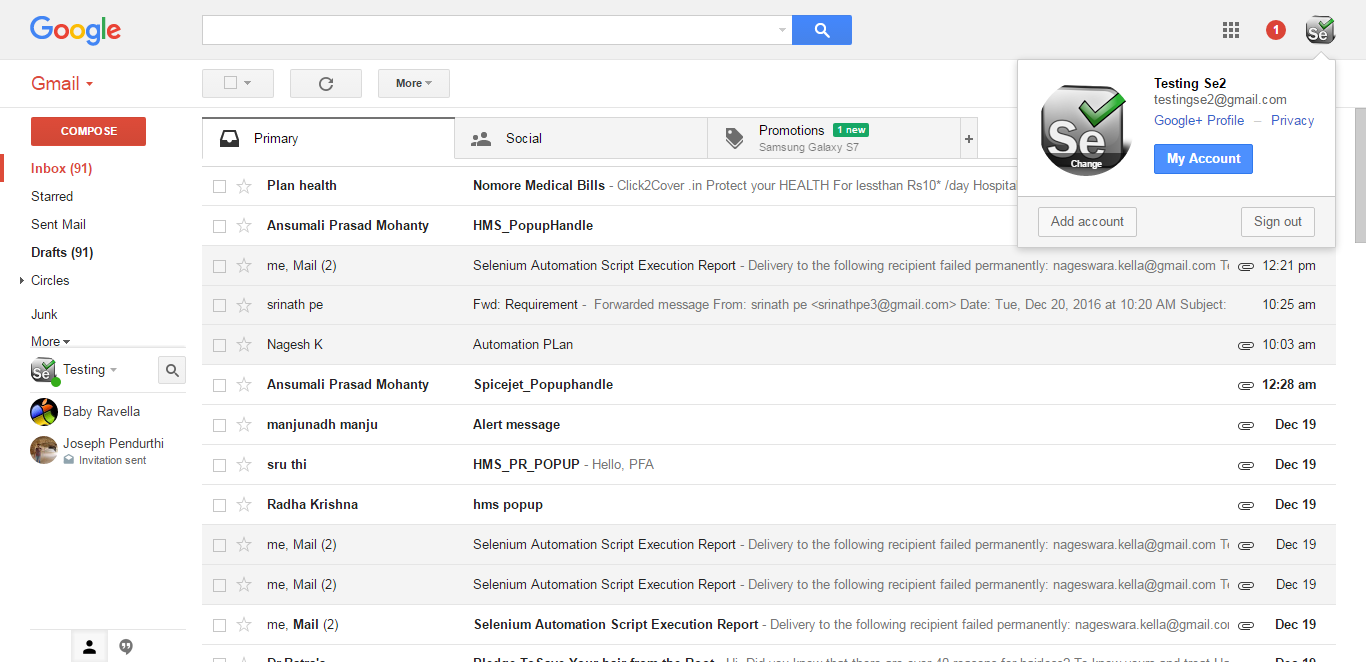 Google
1
Se
Gmail
More
Testing Se2
testingse2@gmail.com
Google+ Profile – Privacy
My Account
Se
Change
Add account
Sign out
COMPOSE
Inbox (91)
Starred
Sent Mail
Drafts (91)
Circles
Junk
More
Se
Testing
Baby Ravella
Joseph Pendurthi
Invitation sent
Primary
Social
Promotions 1 new
Samsung Galaxy S7
+
Plan health Nomore Medical Bills - Click2Cover .in Protect your HEALTH For lessthan Rs10* /day Hospita
Ansumali Prasad Mohanty HMS_PopupHandle
me, Mail (2) Selenium Automation Script Execution Report - Delivery to the following recipient failed permanently: nageswara.kella@gmail.com 12:21 pm
srinath pe Fwd: Requirement - Forwarded message From: srinath pe <srinathpe3@gmail.com> Date: Tue, Dec 20, 2016 at 10:20 AM Subject: 10:25 am
Nagesh K Automation PLan 10:03 am
Ansumali Prasad Mohanty Spicejet_Popuphandle 12:28 am
manjunadh manju Alert message Dec 19
sru thi HMS_PR_POPUP - Hello, PFA Dec 19
Radha Krishna hms popup Dec 19
me, Mail (2) Selenium Automation Script Execution Report - Delivery to the following recipient failed permanently: nageswara.kella@gmail.com Dec 19
me, Mail (2) Selenium Automation Script Execution Report - Delivery to the following recipient failed permanently: nageswara.kella@gmail.com Dec 19
me, Mail (2) Selenium Automation Script Execution Report - Delivery to the following recipient failed permanently: nageswara.kella@gmail.cor Dec 19